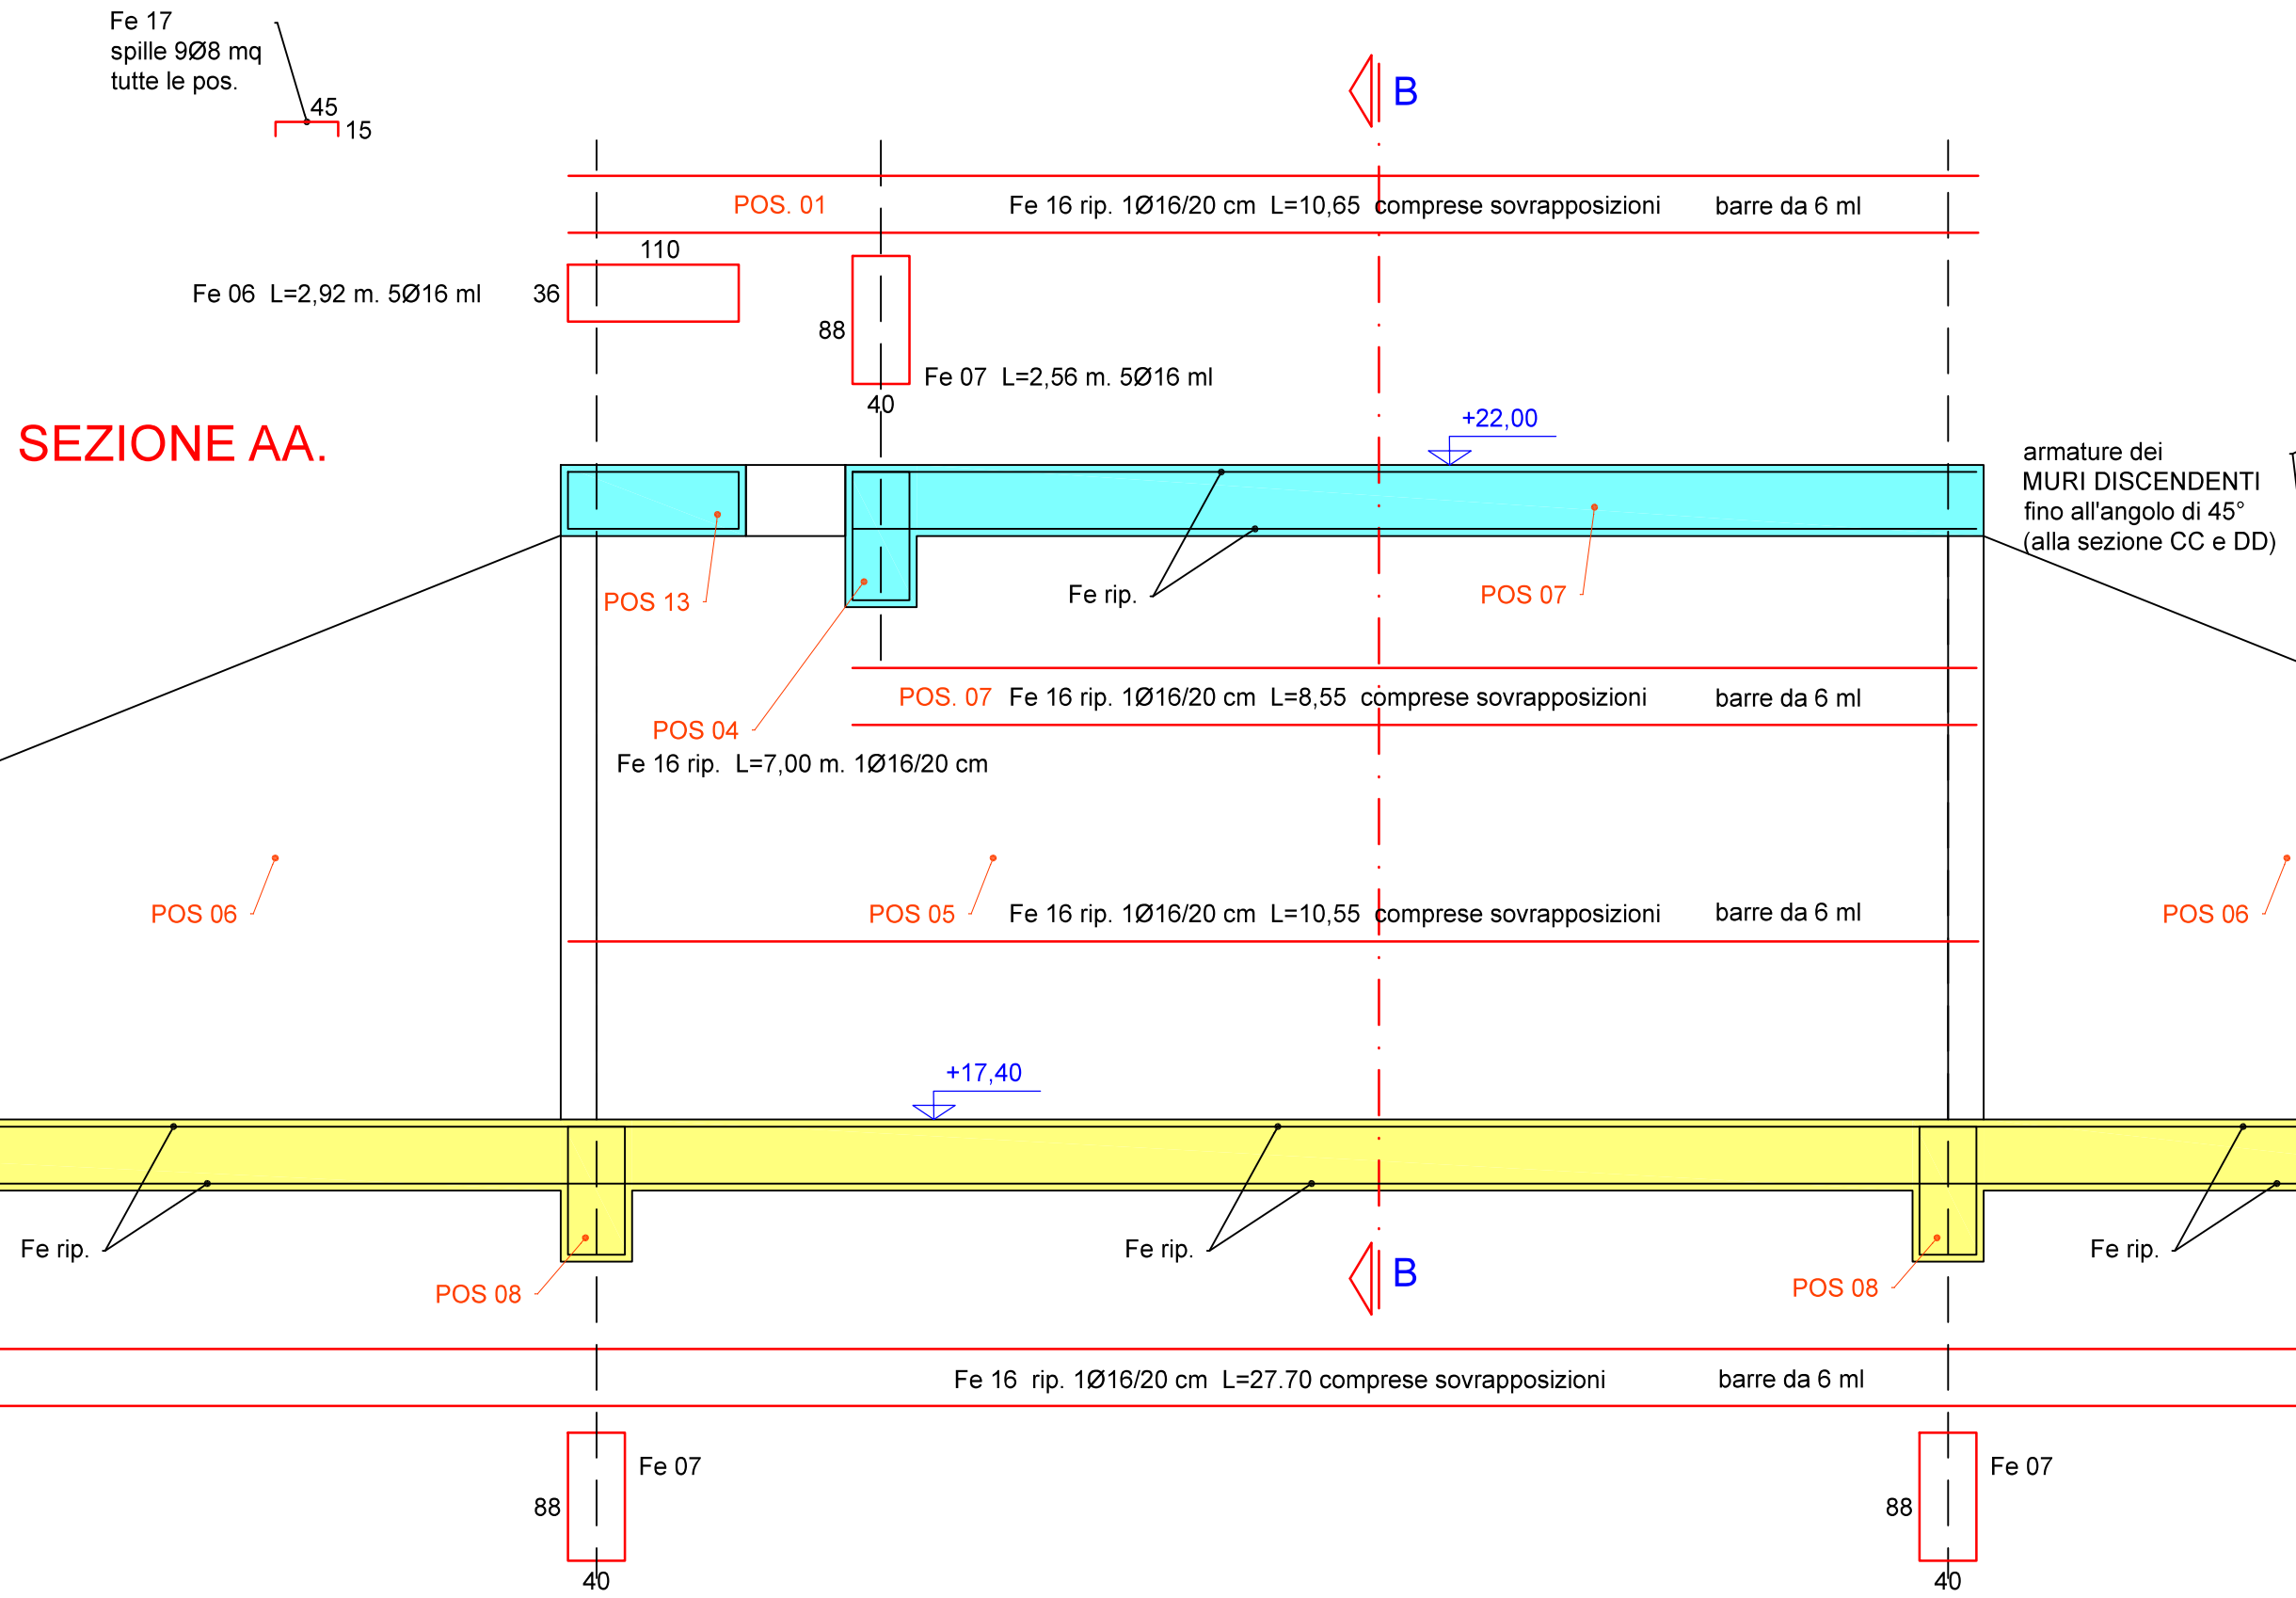 Fe 17
spille 9Ø8 mq
tutte le pos.
45
15
B
POS. 01
Fe 16 rip. 1Ø16/20 cm  L=10,65  comprese sovrapposizioni
barre da 6 ml
110
Fe 06  L=2,92 m. 5Ø16 ml
36
88
Fe 07  L=2,56 m. 5Ø16 ml
40
+22,00
SEZIONE AA.
armature dei
MURI DISCENDENTI
fino all'angolo di 45°
(alla sezione CC e DD)
POS 13
Fe rip.
POS 07
POS. 07
Fe 16 rip. 1Ø16/20 cm  L=8,55  comprese sovrapposizioni
barre da 6 ml
POS 04
Fe 16 rip.  L=7,00 m. 1Ø16/20 cm
POS 06
POS 05
Fe 16 rip. 1Ø16/20 cm  L=10,55  comprese sovrapposizioni
barre da 6 ml
POS 06
+17,40
Fe rip.
Fe rip.
Fe rip.
B
POS 08
POS 08
Fe 16  rip. 1Ø16/20 cm  L=27.70 comprese sovrapposizioni
barre da 6 ml
Fe 07
Fe 07
88
88
40
40